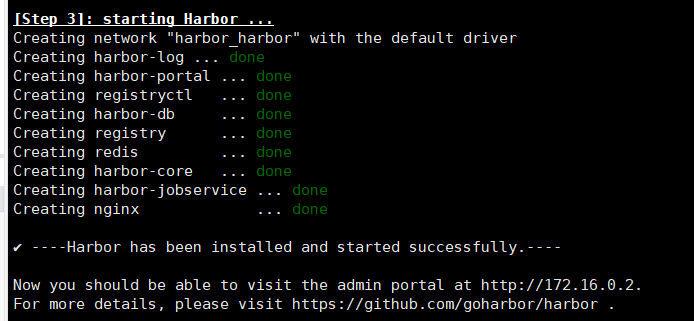 [Step 3]: starting Harbor ...
Creating network "harbor_harbor" with the default driver
Creating harbor-log ... done
Creating harbor-portal ... done
Creating registryctl   ... done
Creating harbor-db     ... done
Creating registry      ... done
Creating redis         ... done
Creating harbor-core   ... done
Creating harbor-jobservice ... done
Creating nginx             ... done
✔ ----Harbor has been installed and started successfully.----
Now you should be able to visit the admin portal at http://172.16.0.2.
For more details, please visit https://github.com/goharbor/harbor .